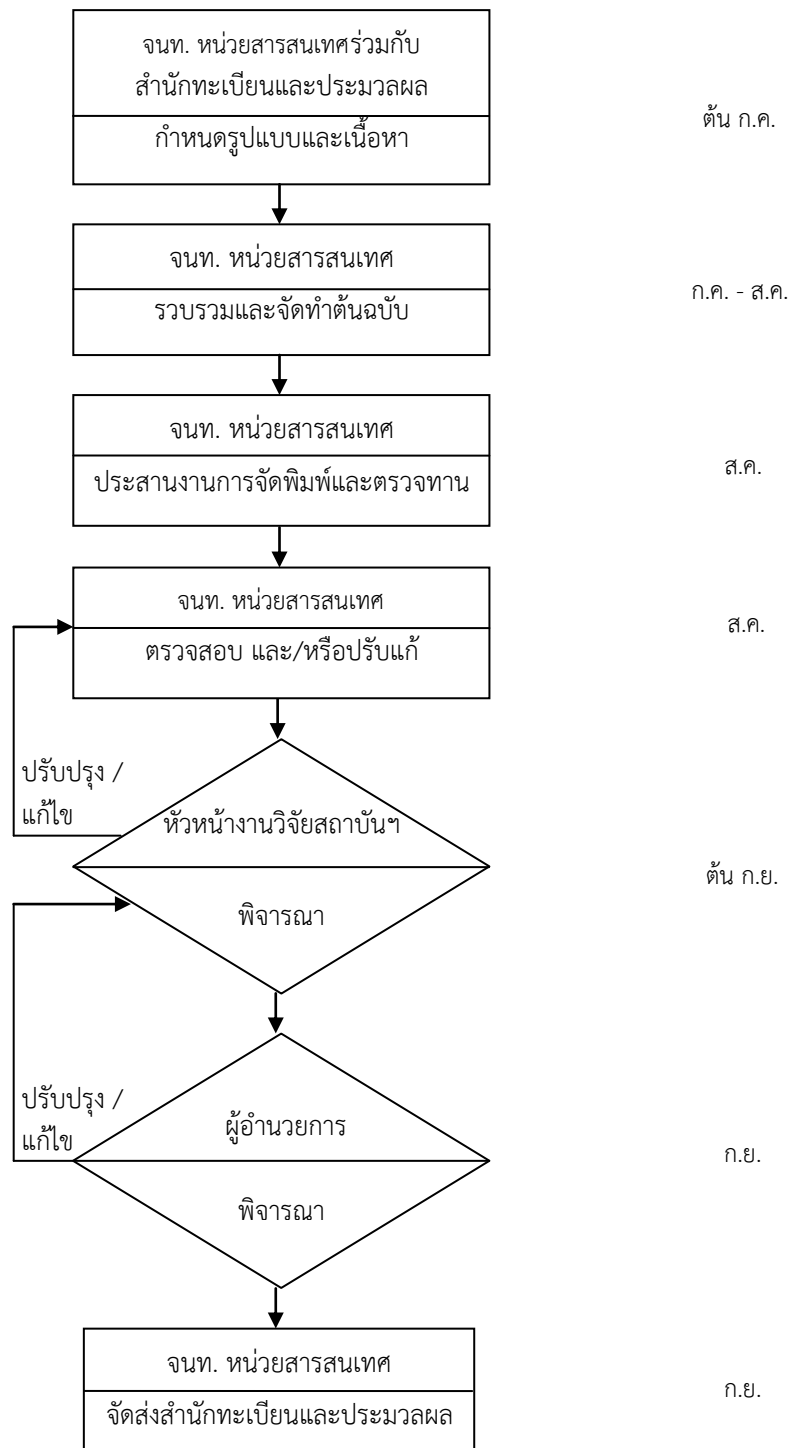 จนท. หน่วยสารสนเทศร่วมกับ
สำนักทะเบียนและประมวลผล
กำหนดรูปแบบและเนื้อหา
ต้น ก.ค.
จนท. หน่วยสารสนเทศ
รวบรวมและจัดทำต้นฉบับ
ก.ค. - ส.ค.
จนท. หน่วยสารสนเทศ
ประสานงานการจัดพิมพ์และตรวจทาน
ส.ค.
จนท. หน่วยสารสนเทศ
ตรวจสอบ และ/หรือปรับแก้
ส.ค.
ปรับปรุง /
แก้ไข
หัวหน้างานวิจัยสถาบันฯ
พิจารณา
ต้น ก.ย.
ปรับปรุง /
แก้ไข
ผู้อำนวยการ
พิจารณา
ก.ย.
จนท. หน่วยสารสนเทศ
จัดส่งสำนักทะเบียนและประมวลผล
ก.ย.